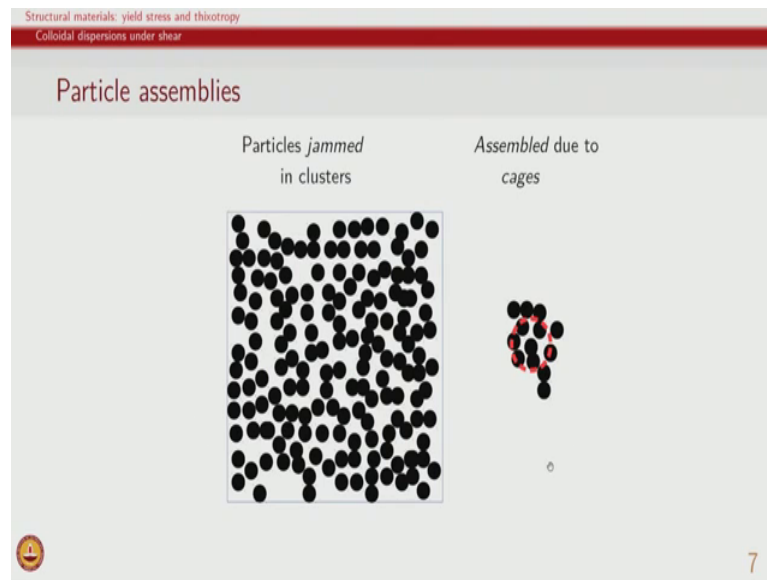 Structural materials: yield stress and thixotropy
Colloidal dispersions under shear
Particle assemblies
Particles jammed
in clusters
Assembled due to
cages
7